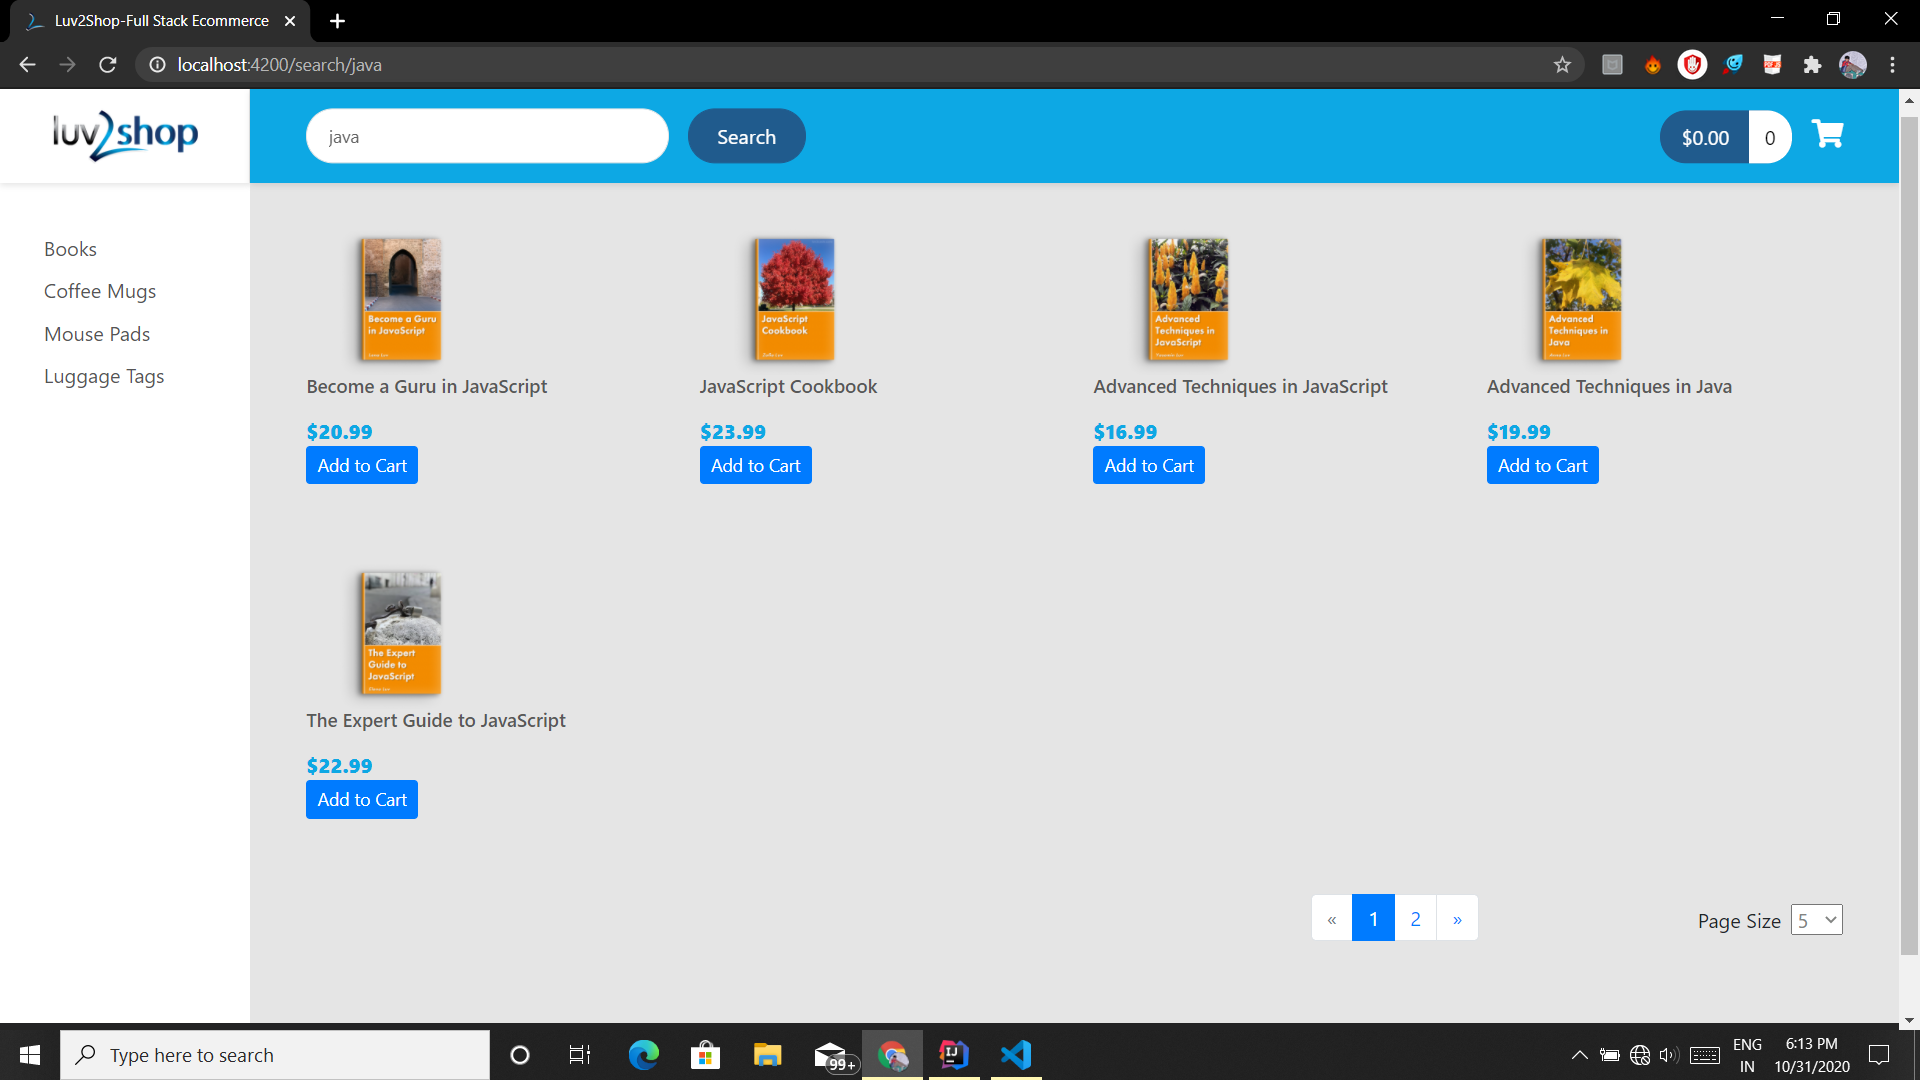 Luv2Shop-Full Stack Ecommerce
localhost:4200/search/java
luv2shop
java
Search
$0.00
0
Books
Coffee Mugs
Mouse Pads
Luggage Tags
Become a Guru
in JavaScript
JavaScript
Cookbook
Advanced
Techniques in
JavaScript
Advanced
Techniques in
Java
Become a Guru in JavaScript
JavaScript Cookbook
Advanced Techniques in JavaScript
Advanced Techniques in Java
$20.99
$23.99
$16.99
$19.99
Add to Cart
Add to Cart
Add to Cart
Add to Cart
The Expert
Guide to
JavaScript
The Expert Guide to JavaScript
$22.99
Add to Cart
« 1 2 »
Page Size 5
Type here to search
99+
IJ
ENG
IN
6:13 PM
10/31/2020